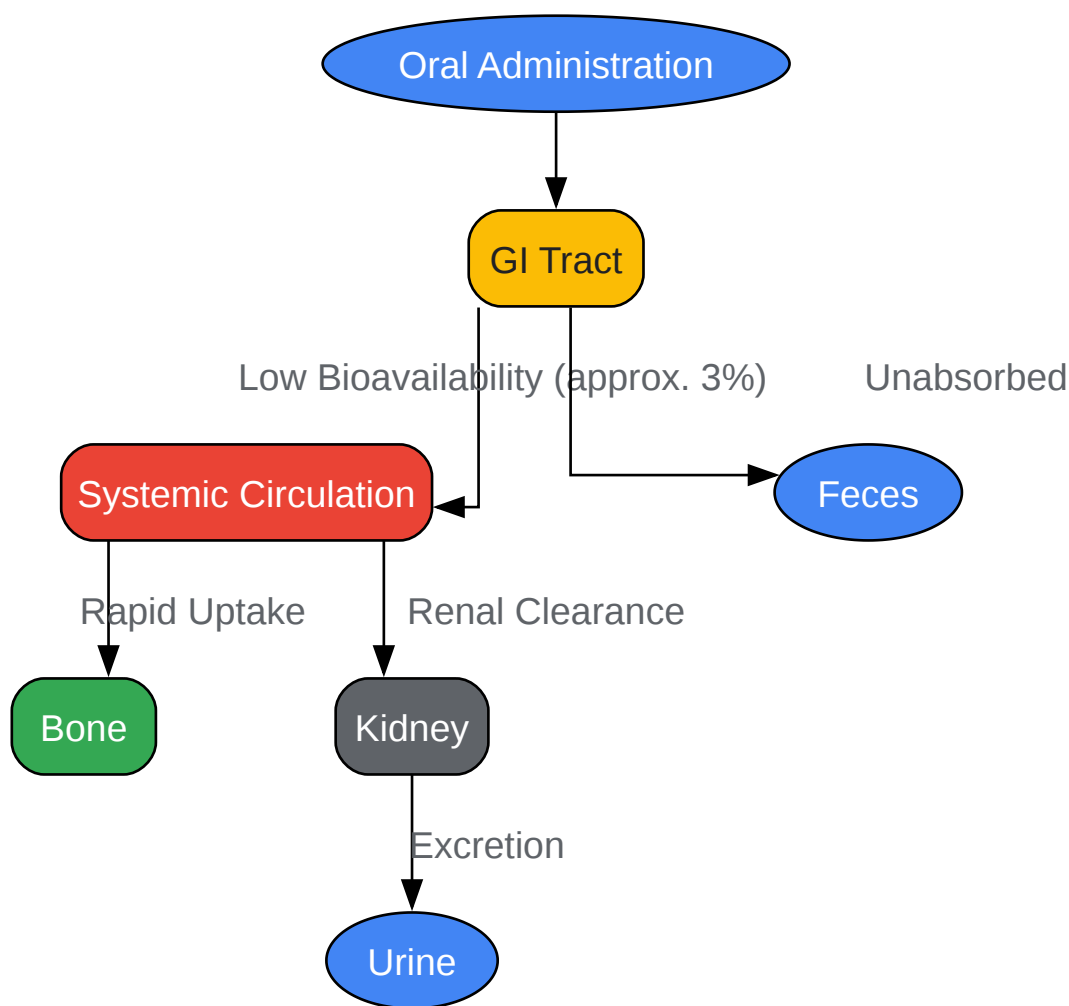 Oral Administration
GI Tract
Low Bioavailability (approx. 3%)
Unabsorbed
Systemic Circulation
Feces
Rapid Uptake
Renal Clearance
Bone
Kidney
Excretion
Urine